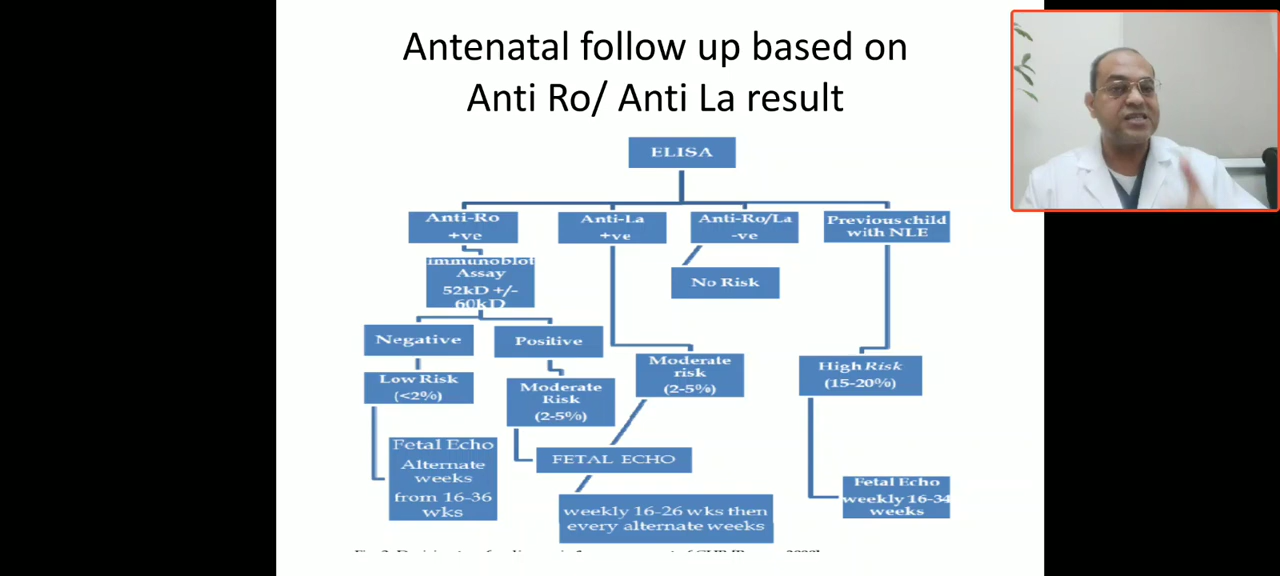 Antenatal follow up based on
Anti Ro/ Anti La result
ELISA
Anti-Ro
+ve
Anti-La
+ve
Anti-Ro/La
-ve
Previous child
with NLE
Immunoblot
Assay
52kD +/-
60kD
No Risk
Negative
Positive
Low Risk
(<2%)
Moderate
Risk
(2-5%)
Moderate
risk
(2-5%)
High Risk
(15-20%)
Fetal Echo
Alternate
weeks
from 16-36
wks
FETAL ECHO
weekly 16-26 wks then
every alternate weeks
Fetal Echo
weekly 16-34
weeks